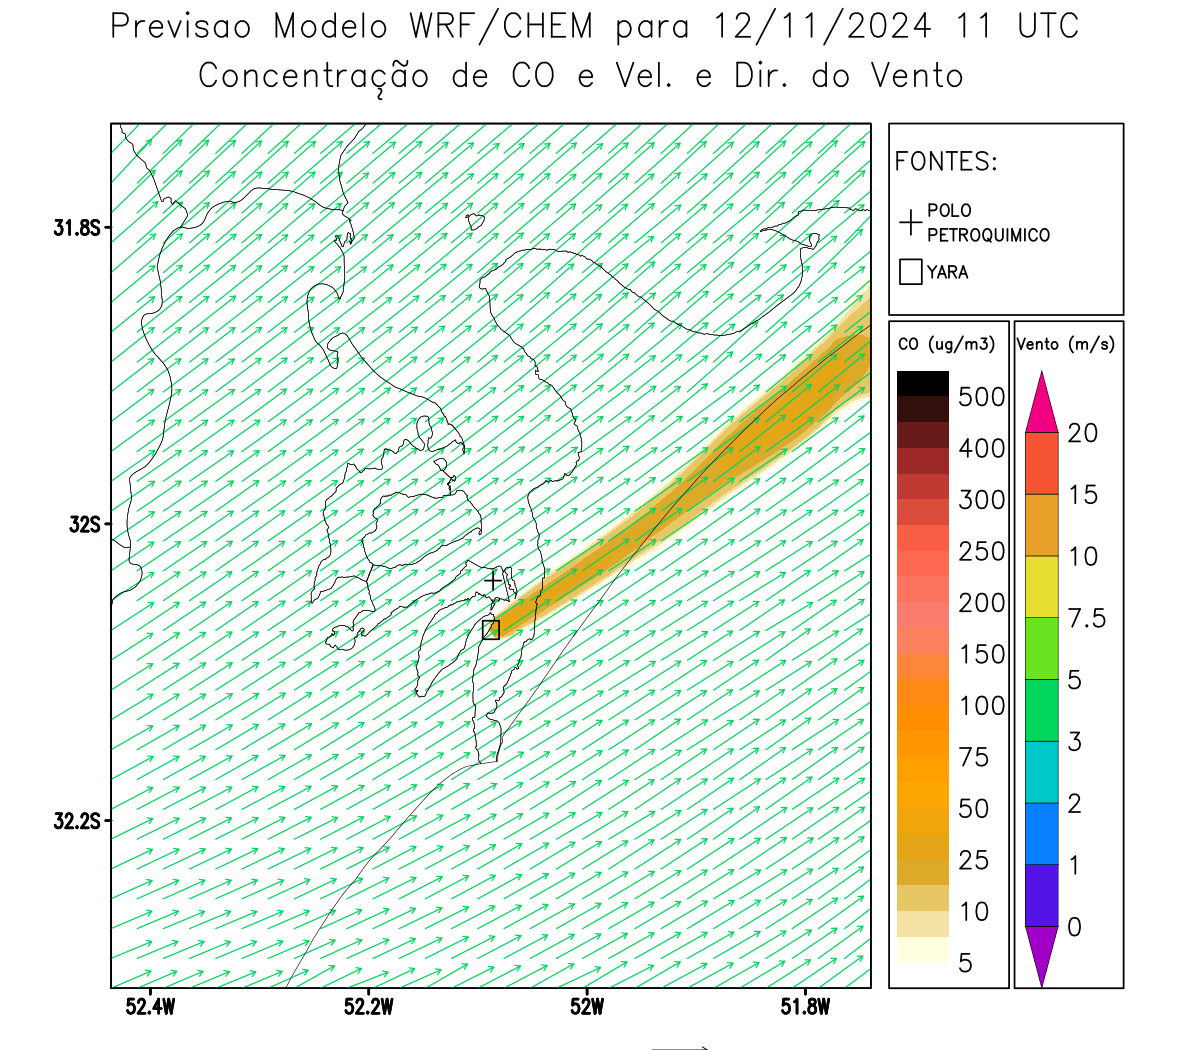 Previsao Modelo WRF/CHEM para 12/11/2024 11 UTC
Concentração de CO e Vel. e Dir. do Vento
FONTES:
POLO
PETROQUIMICO
YARA
31.8S
32S
32.2S
52.4W
52.2W
52W
51.8W
CO (ug/m3)
500
400
300
250
200
150
100
75
50
25
10
5
Vento (m/s)
20
15
10
7.5
5
3
2
1
0